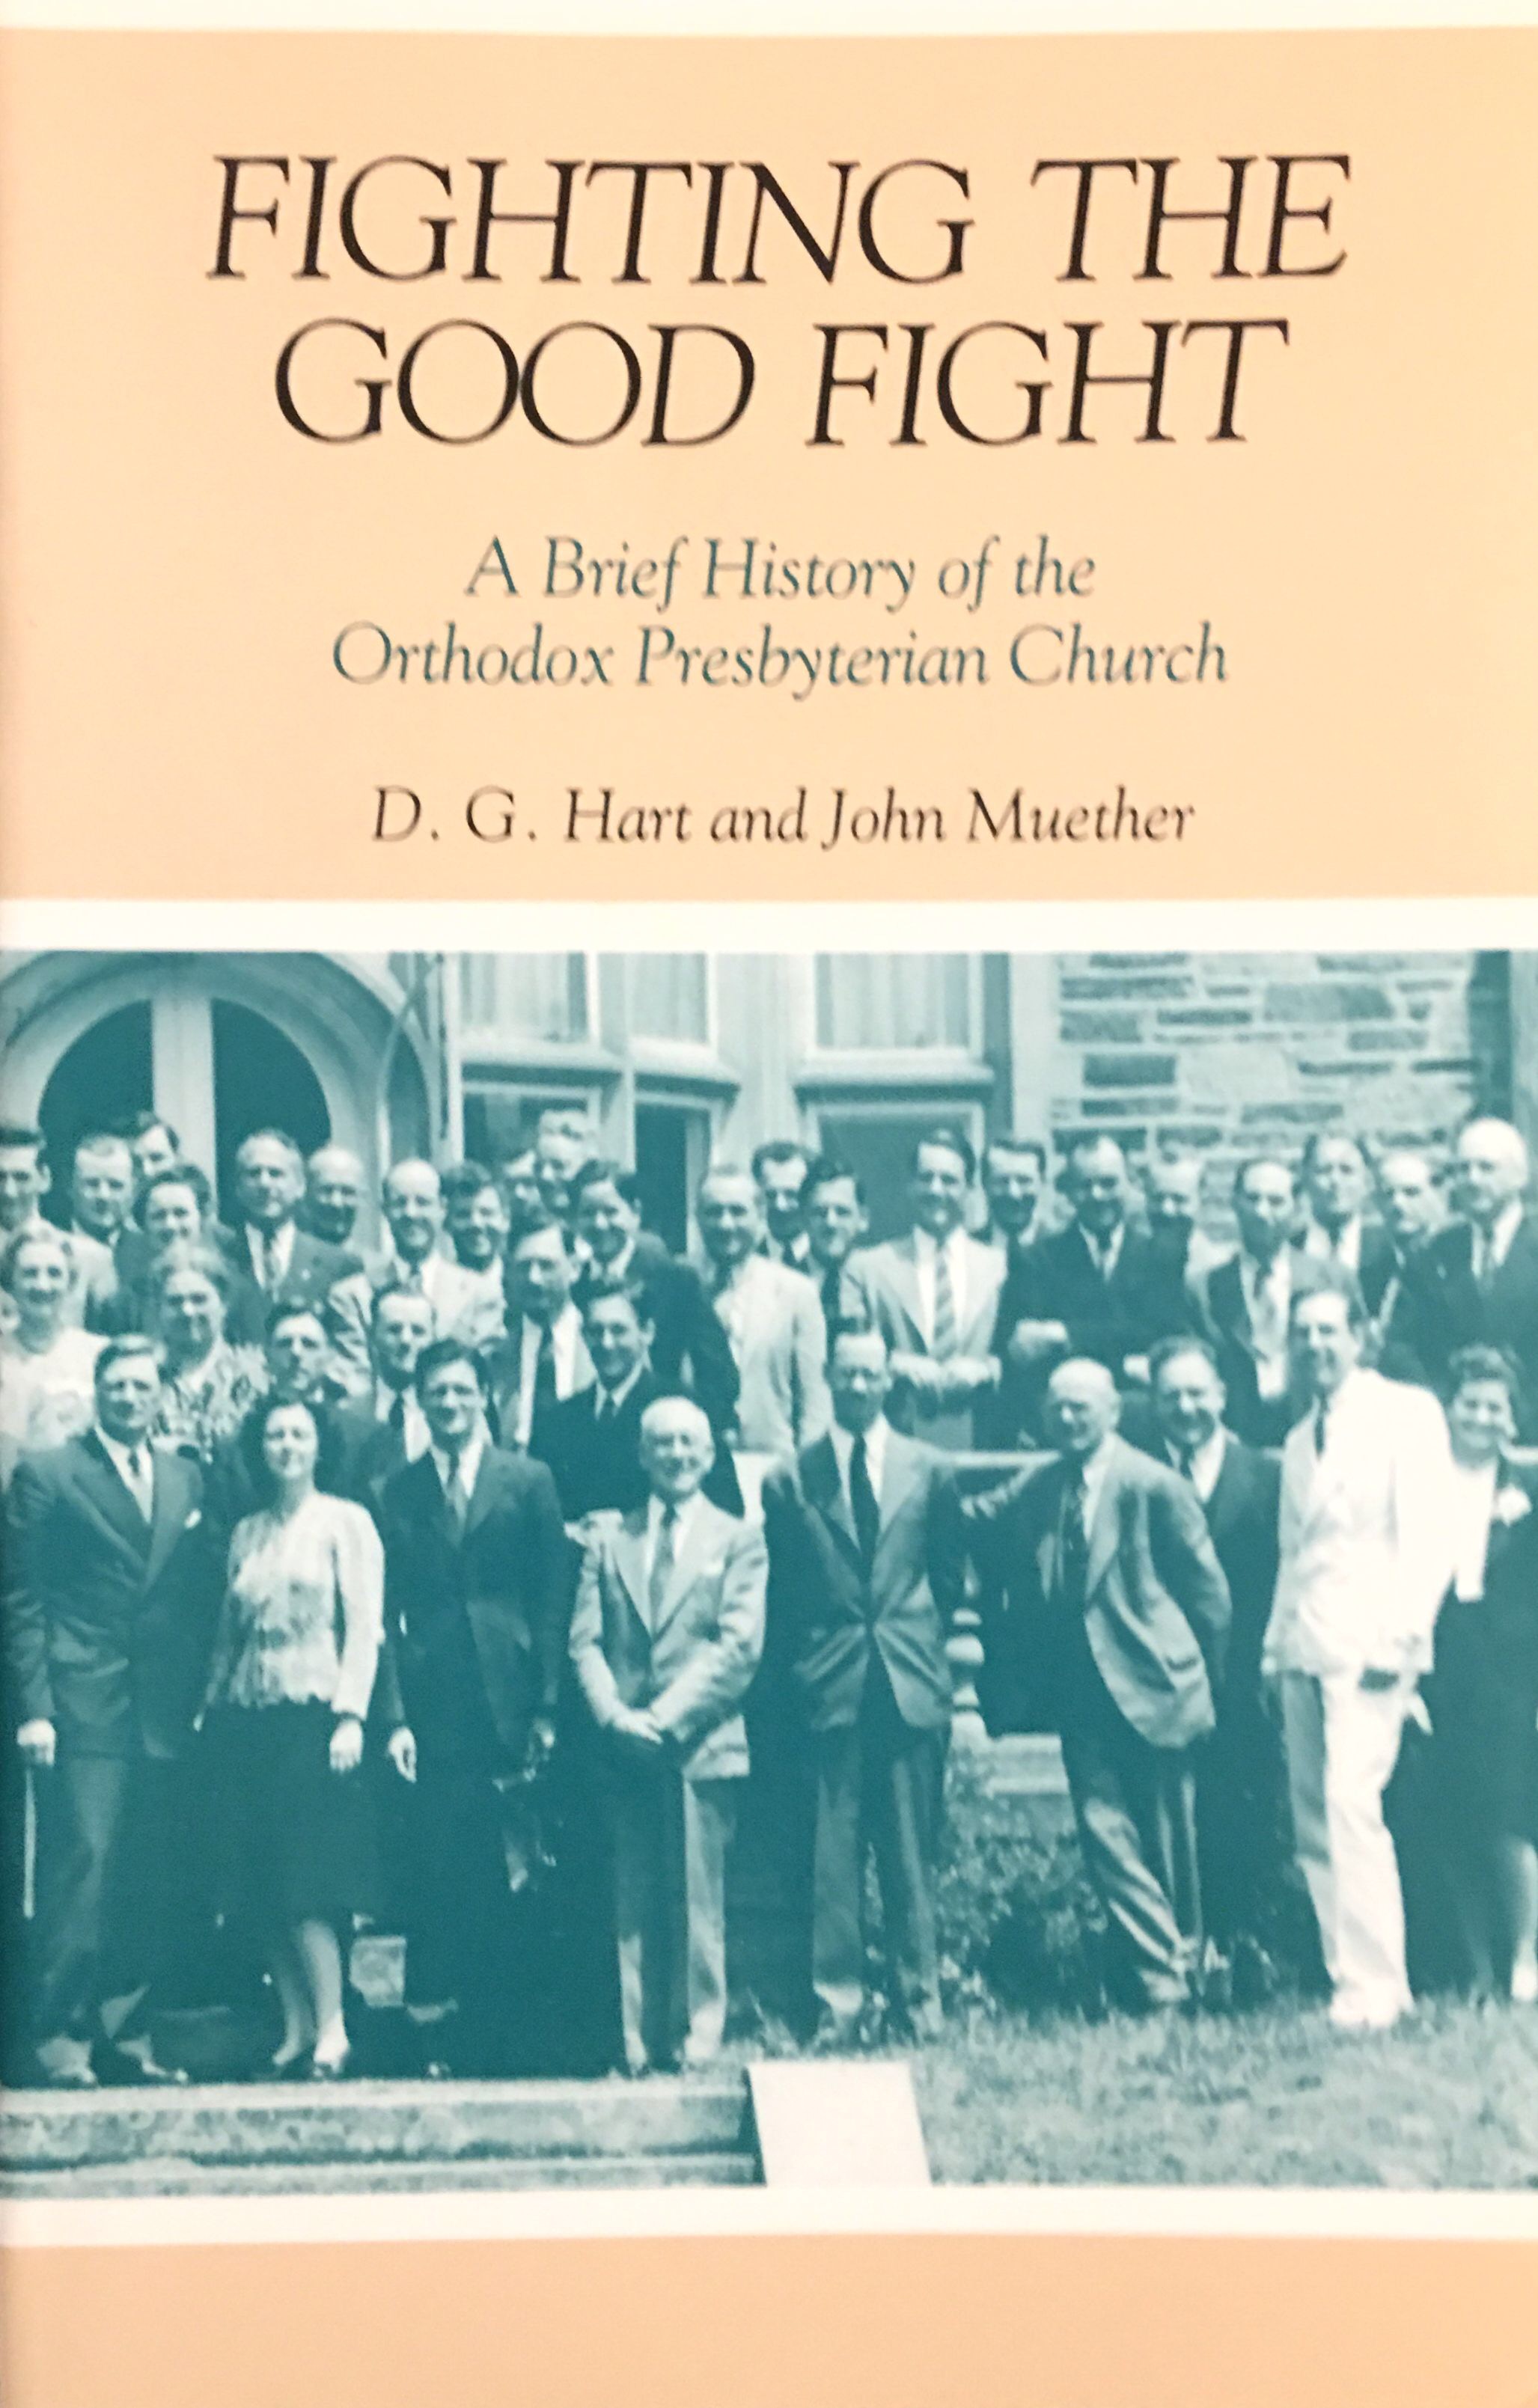 FIGHTING THE
GOOD FIGHT
A Brief History of the
Orthodox Presbyterian Church
D. G. Hart and John Muether